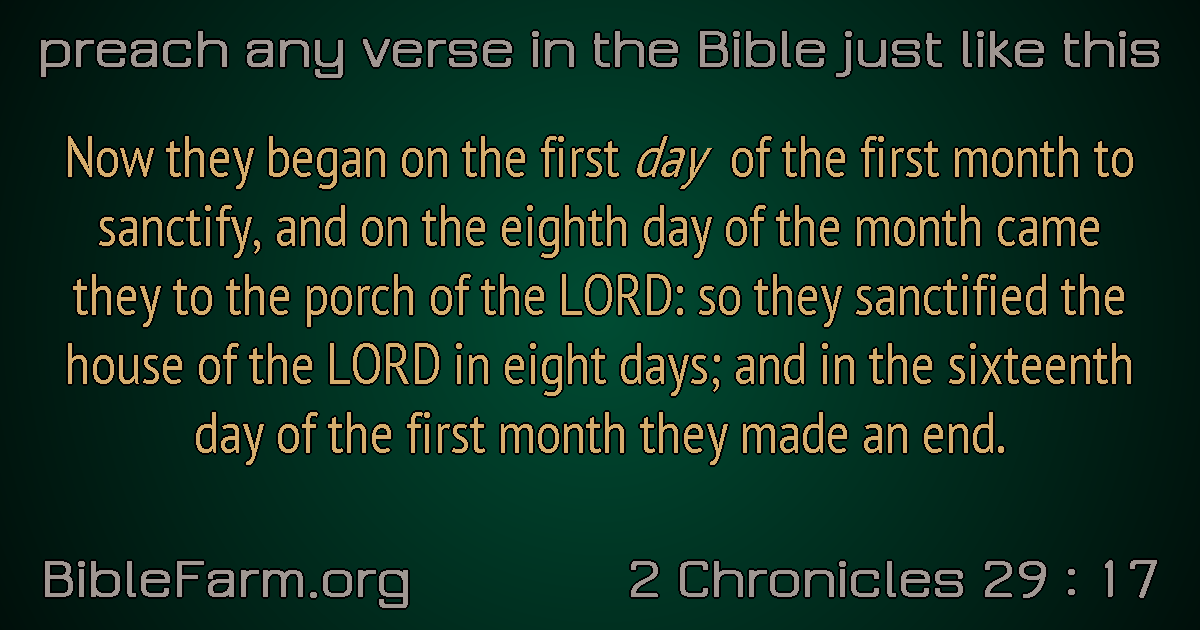 preach any verse in the Bible just like this
Now they began on the first day of the first month to
sanctify, and on the eighth day of the month came
they to the porch of the LORD: so they sanctified the
house of the LORD in eight days; and in the sixteenth
day of the first month they made an end.
BibleFarm.org
2 Chronicles 29 : 17